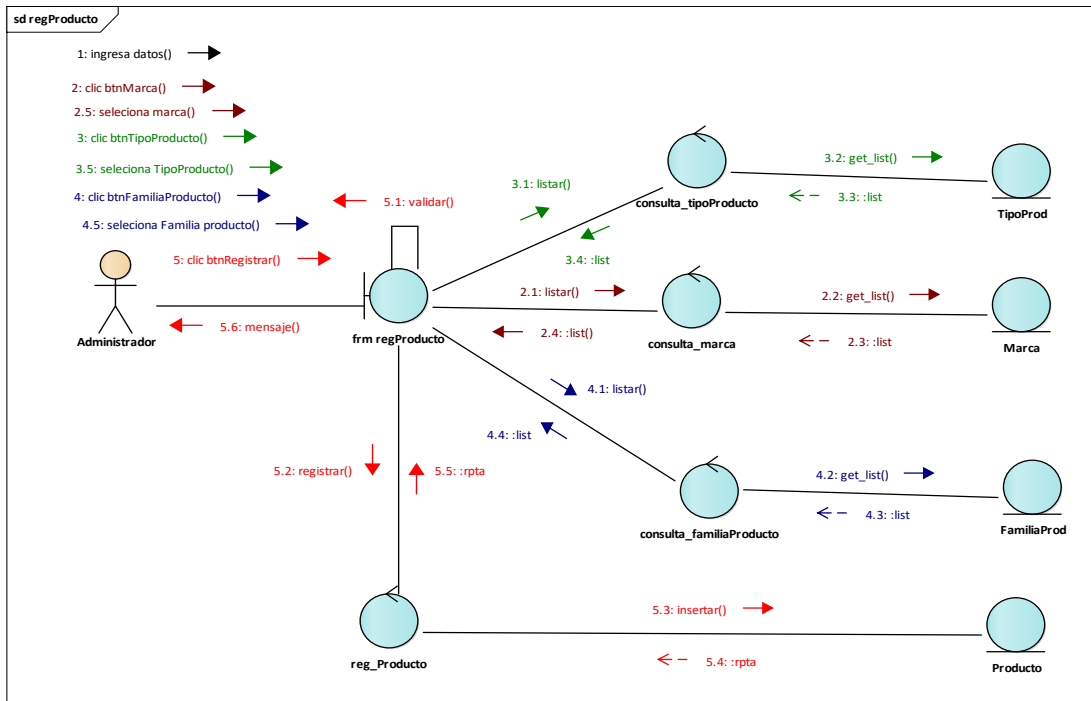 sd regProducto
1: ingresa datos()
2: clic btnMarca()
2.5: seleciona marca()
3: clic btnTipoProducto()
3.5: seleciona TipoProducto()
4: clic btnFamiliaProducto()
4.5: seleciona Familia producto()
5: clic btnRegistrar()
5.1: validar()
5.6: mensaje()
Administrador
frm regProducto
3.1: listar()
3.4: :list
consulta_tipoProducto
3.2: get_list()
3.3: :list
TipoProd
2.1: listar()
2.4: :list()
consulta_marca
2.2: get_list()
2.3: :list
Marca
4.1: listar()
4.4: :list
consulta_familiaProducto
4.2: get_list()
4.3: :list
FamiliaProd
5.2: registrar()
5.5: :rpta
reg_Producto
5.3: insertar()
5.4: :rpta
Producto